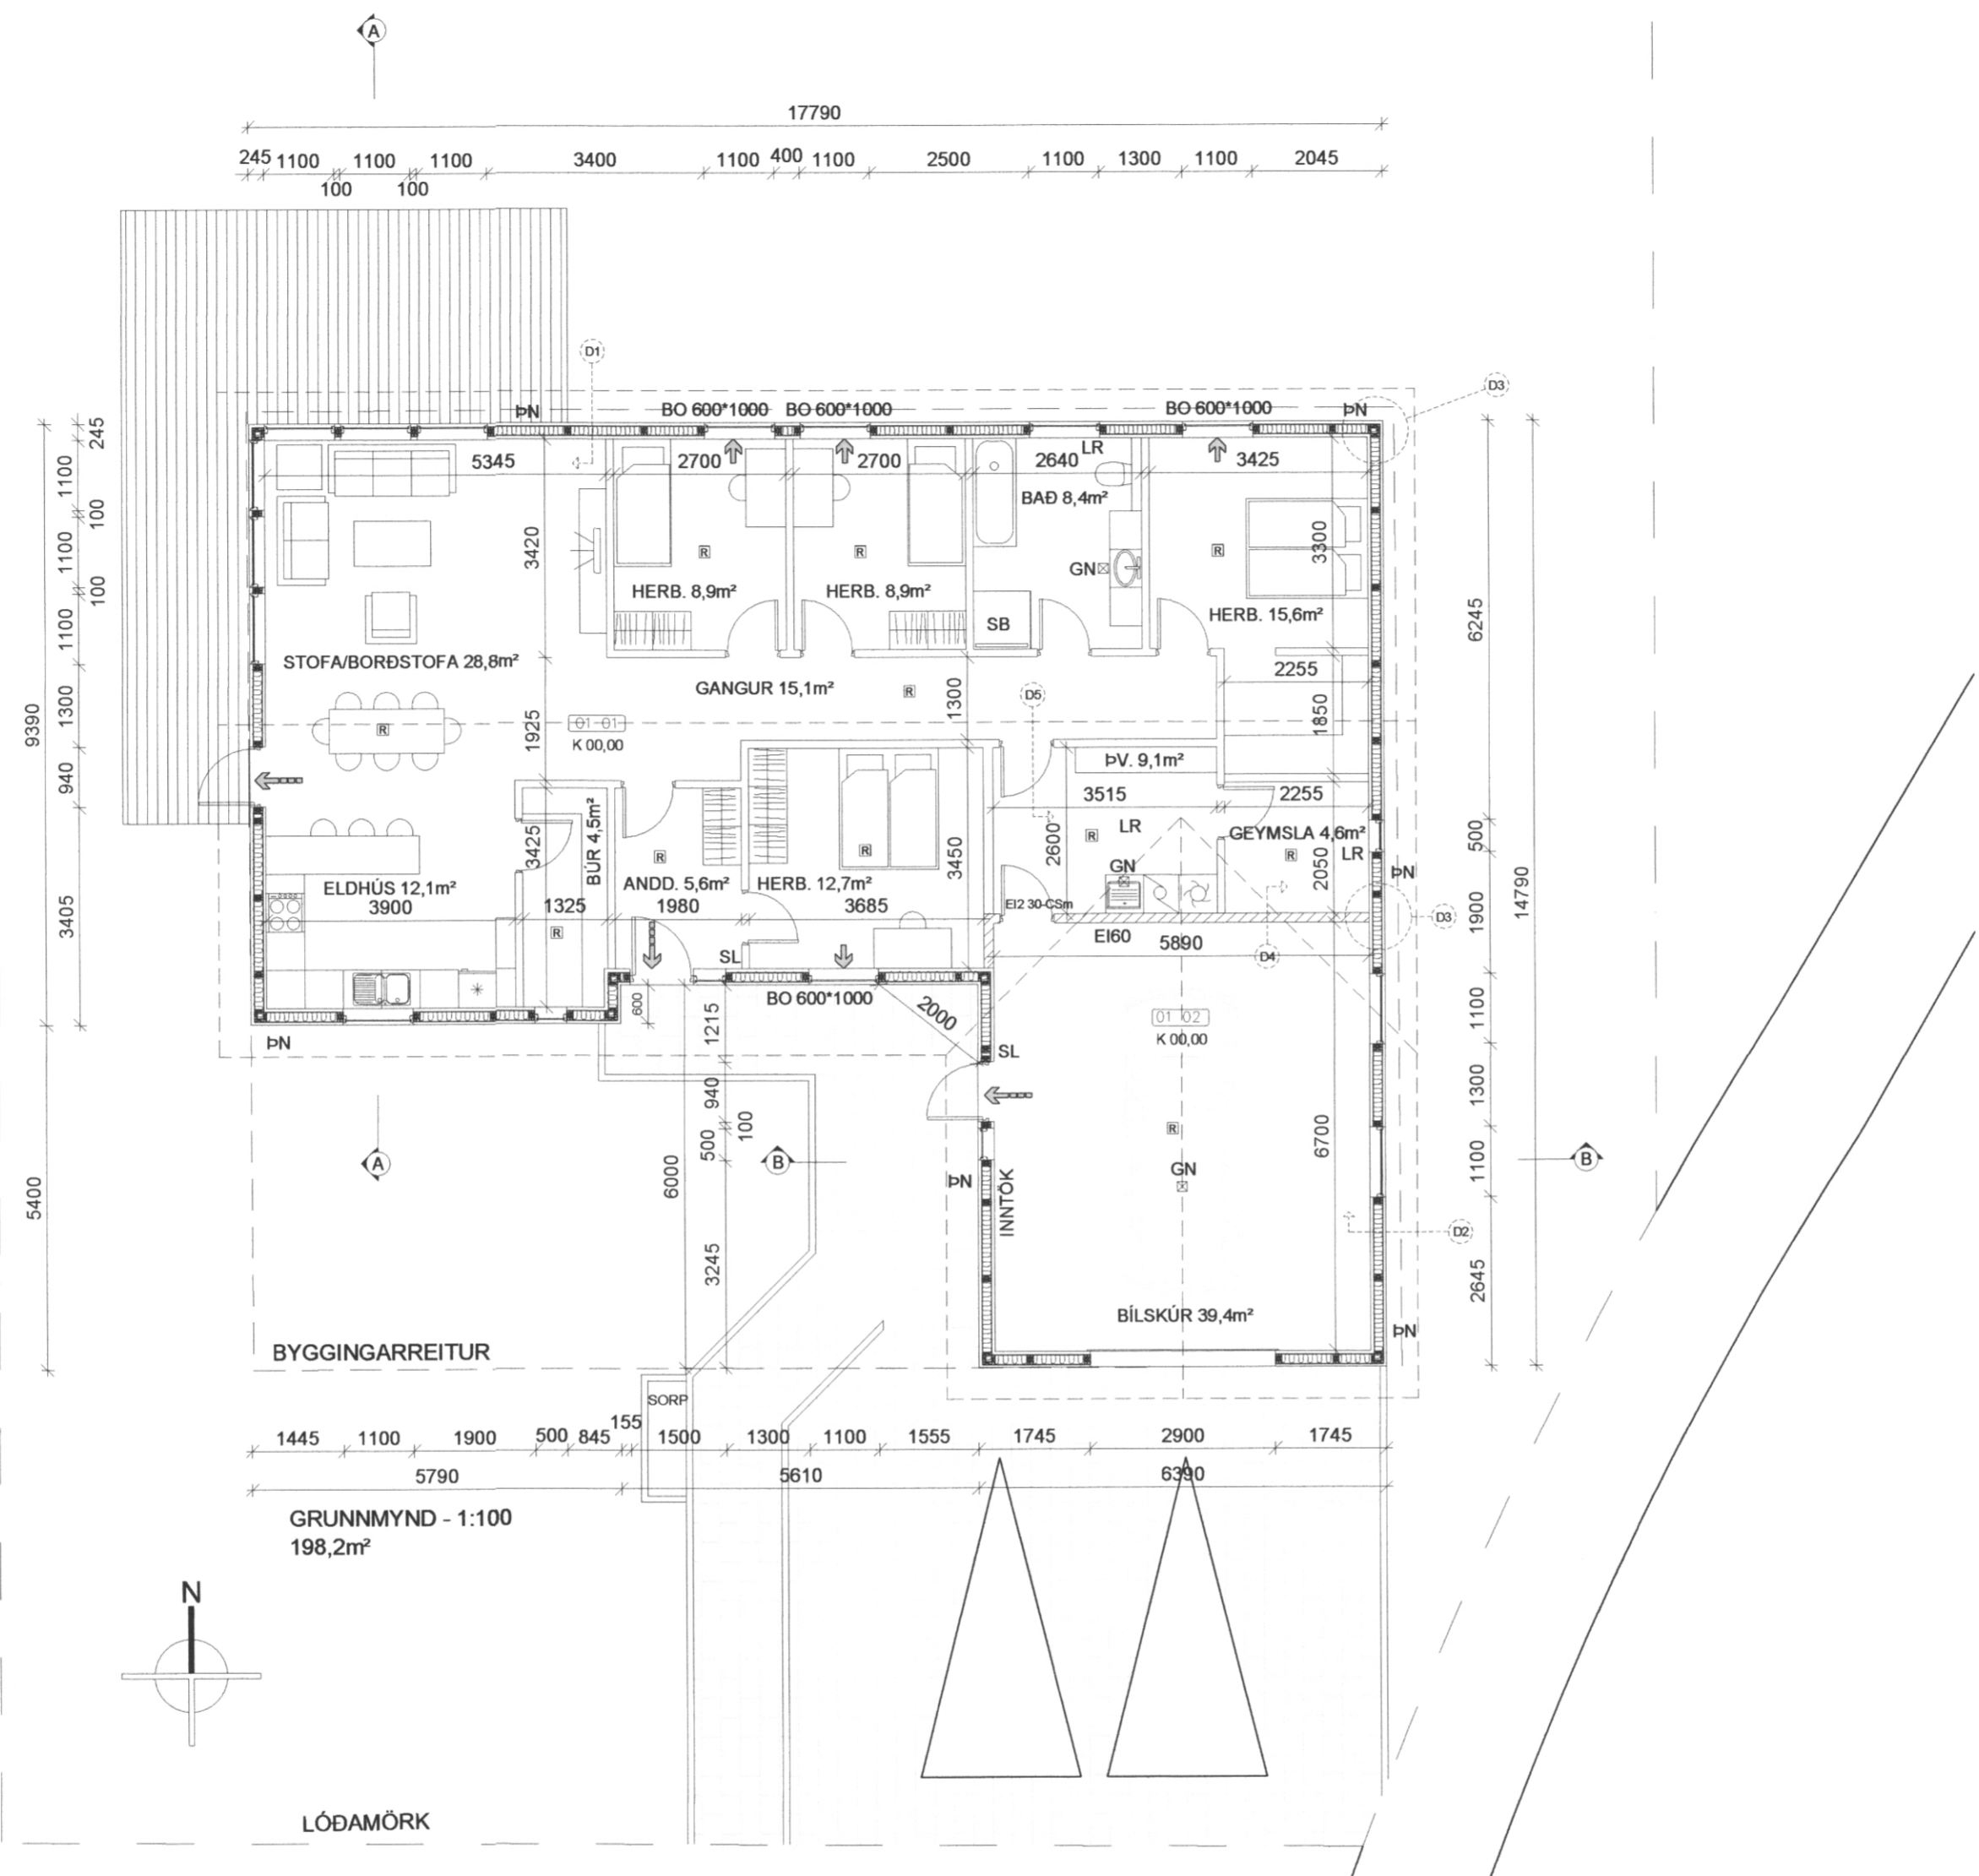 A
17790
245 1100 1100 1100 3400 1100 400 1100 2500 1100 1300 1100 2045
100 100
D1
D3
ÞN BO 600*1000 BO 600*1000 BO 600*1000 ÞN
245
1100
100
1100
100
1100
1300
940
3405
9390
5400
5345 2700 2700 2640 LR 3425
BAÐ 8,4m²
3420
R R R 3300
GN
HERB. 8,9m² HERB. 8,9m² HERB. 15,6m²
SB
STOFA/BORÐSTOFA 28,8m²
2255
GANGUR 15,1m² R 1300 D5
1925
01 01
K 00,00
R
1850
ÞV. 9,1m²
3515 2255
3425
BÚR 4,5m²
R LR GEYMSLA 4,6m²
R R 2600 R LR
2050
3450
GN
ELDHÚS 12,1m² ANDD. 5,6m² HERB. 12,7m²
3900 1325 1980 3685
EI2 30-CSm
R
EI60 5890
D4
SL
BO 600*1000
2000
600
01 02
K 00,00
ÞN
SL
6245
500
1900
1100
1300
1100
2645
14790
ÞN
D3
1215
940
100
500
6000
3245
A
B
B
R
GN
6700
ÞN
INNTÖK
D2
BÍLSKÚR 39,4m²
ÞN
BYGGINGARREITUR
SORP
1445 1100 1900 500 845 155 1500 1300 1100 1555 1745 2900 1745
5790 5610 6390
GRUNNMYND - 1:100
198,2m²
N
LÓÐAMÖRK